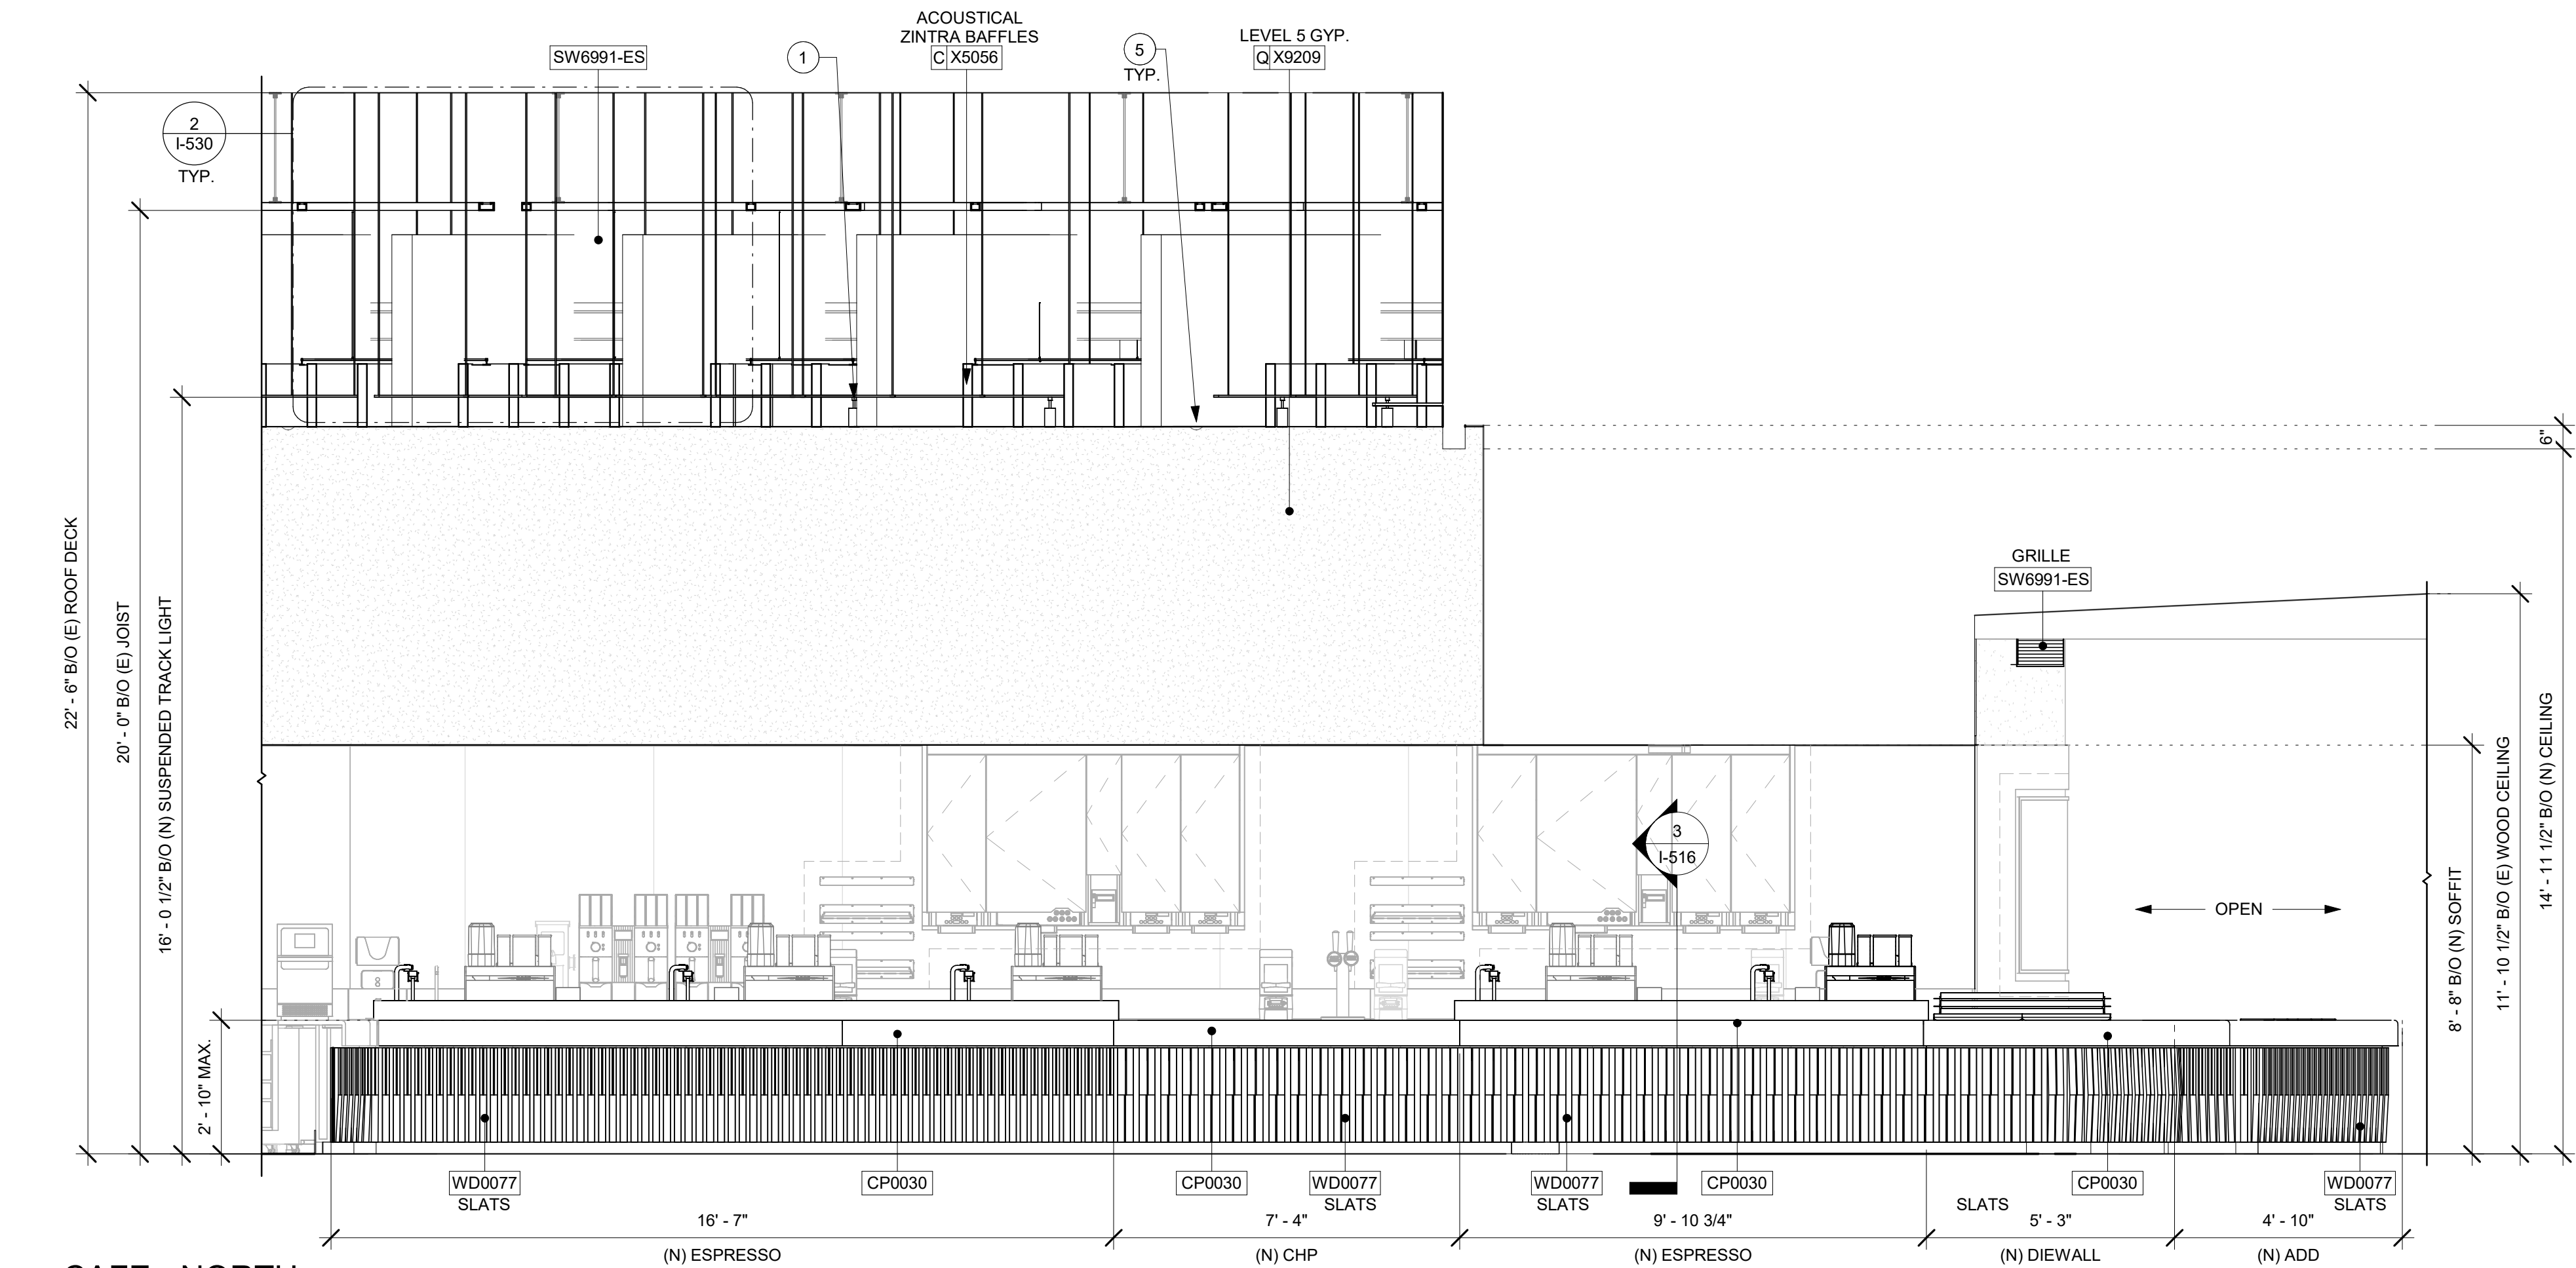 ACOUSTICAL
ZINTRA BAFFLES
C X5056
SW6991-ES
1
5
TYP.
LEVEL 5 GYP.
Q X9209
2
I-530
TYP.
22' - 6" B/O (E) ROOF DECK
20' - 0" B/O (E) JOIST
16' - 0 1/2" B/O (N) SUSPENDED TRACK LIGHT
2' - 10" MAX.
6"
GRILLE
SW6991-ES
3
I-516
OPEN
8' - 8" B/O (N) SOFFIT
11' - 10 1/2" B/O (E) WOOD CEILING
14' - 11 1/2" B/O (N) CEILING
WD0077
SLATS
CP0030
CP0030
WD0077
SLATS
WD0077
SLATS
CP0030
SLATS
CP0030
WD0077
SLATS
16' - 7"
7' - 4"
9' - 10 3/4"
5' - 3"
4' - 10"
(N) ESPRESSO
(N) CHP
(N) ESPRESSO
(N) DIEWALL
(N) ADD